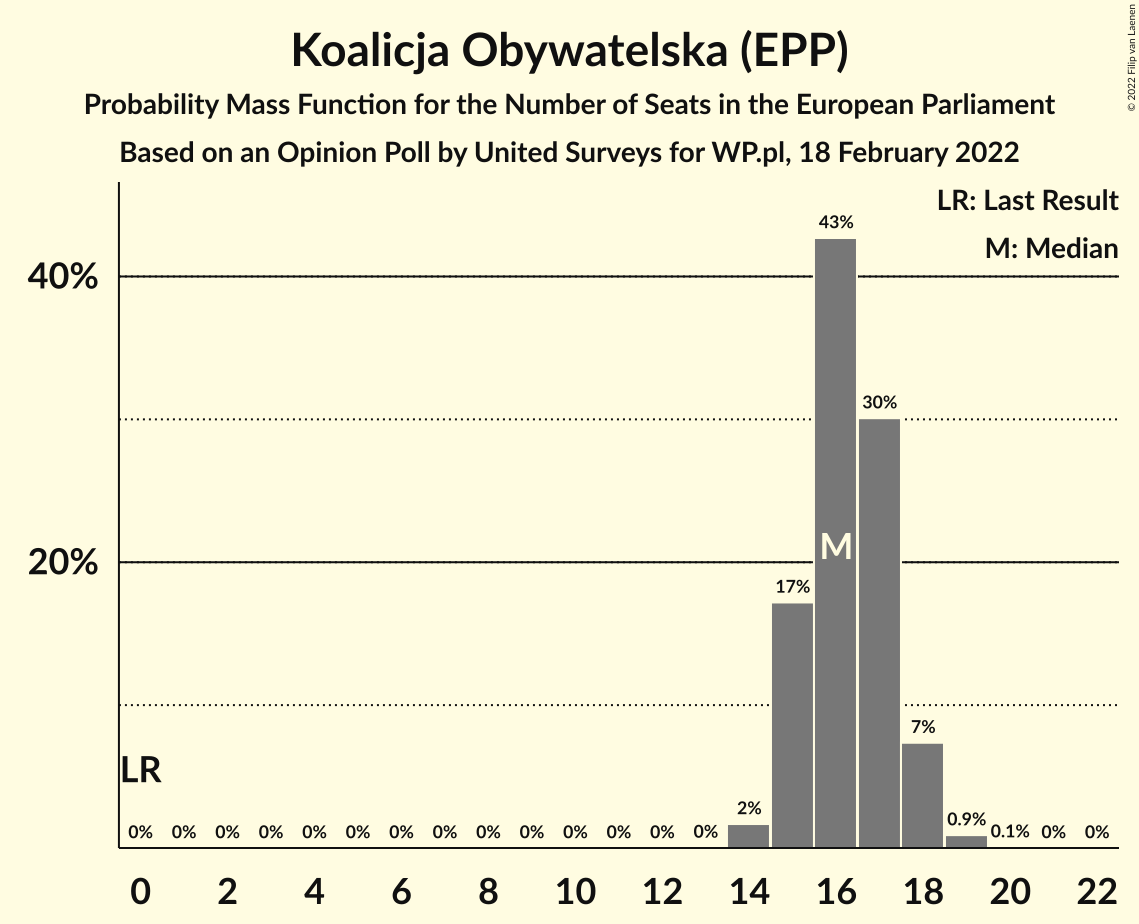 Koalicja Obywatelska (EPP)
Probability Mass Function for the Number of Seats in the European Parliament
Based on an Opinion Poll by United Surveys for WP.pl, 18 February 2022
© 2022 Filip van Laenen
LR: Last Result
M: Median
43%
40%
30%
M
20%
17%
7%
LR
2%
0% 0% 0% 0% 0% 0% 0% 0% 0% 0% 0% 0% 0% 0% 0.9% 0.1% 0% 0%
0 2 4 6 8 10 12 14 16 18 20 22